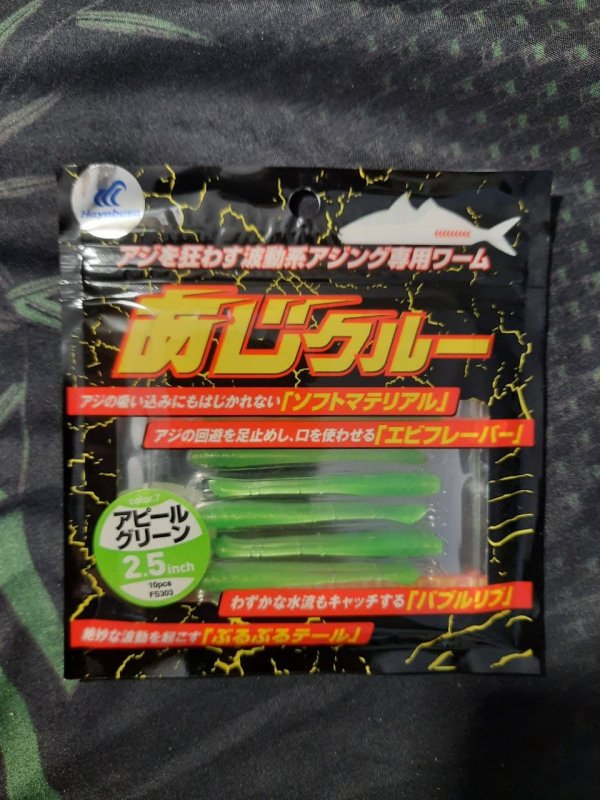 Hayabusa
アジを狂わす波動系アジング専用ワーム
あじクルー
アジの吸い込みにもはじかれない「ソフトマテリアル」
アジの回遊を足止めし、口を使わせる「エビフレーバー」
color.7
アピール
グリーン
2.5inch
10pcs
FS303
わずかな水流もキャッチする「バブルリブ」
絶妙な波動を起こす「ぶるぶるテール」